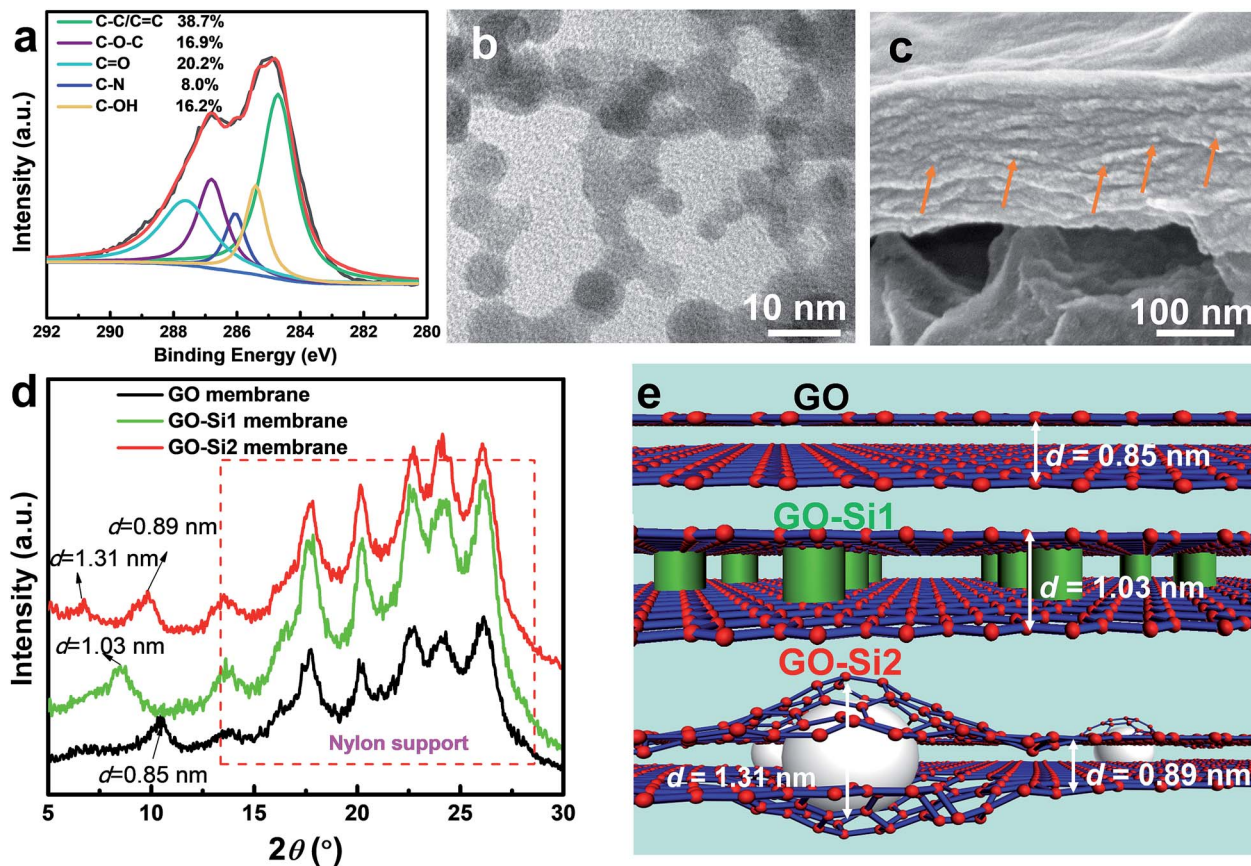 a
C-C/C=C 38.7%
C-O-C 16.9%
C=O 20.2%
C-N 8.0%
C-OH 16.2%
Intensity (a.u.)
292 290 288 286 284 282 280
Binding Energy (eV)
b
10 nm
c
100 nm
d
GO membrane
GO-Si1 membrane
GO-Si2 membrane
d=0.89 nm
d=1.31 nm
d=1.03 nm
d=0.85 nm
Nylon support
Intensity (a.u.)
5 10 15 20 25 30
2θ (°)
e
GO
d = 0.85 nm
GO-Si1
d = 1.03 nm
GO-Si2
d = 1.31 nm
d = 0.89 nm